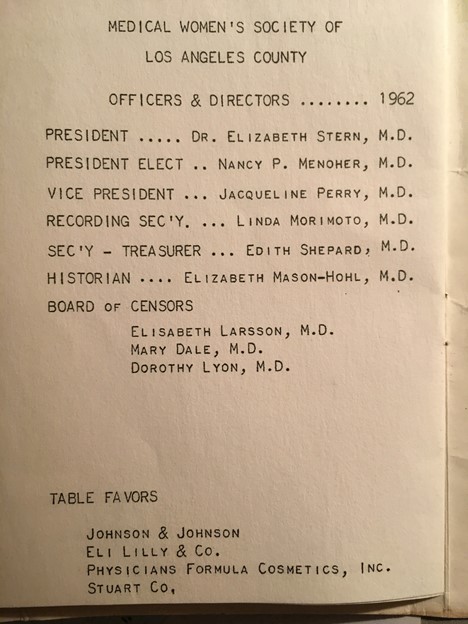 MEDICAL WOMEN'S SOCIETY OF
LOS ANGELES COUNTY
OFFICERS & DIRECTORS ........ 1962
PRESIDENT ..... DR. ELIZABETH STERN, M.D.
PRESIDENT ELECT .. NANCY P. MENOHER, M.D.
VICE PRESIDENT ... JACQUELINE PERRY, M.D.
RECORDING SEC'Y. ... LINDA MORIMOTO, M.D.
SEC'Y - TREASURER ... EDITH SHEPARD, M.D.
HISTORIAN .... ELIZABETH MASON-HOHL, M.D.
BOARD OF CENSORS
ELISABETH LARSSON, M.D.
MARY DALE, M.D.
DOROTHY LYON, M.D.
TABLE FAVORS
JOHNSON & JOHNSON
ELI LILLY & CO.
PHYSICIANS FORMULA COSMETICS, INC.
STUART CO,